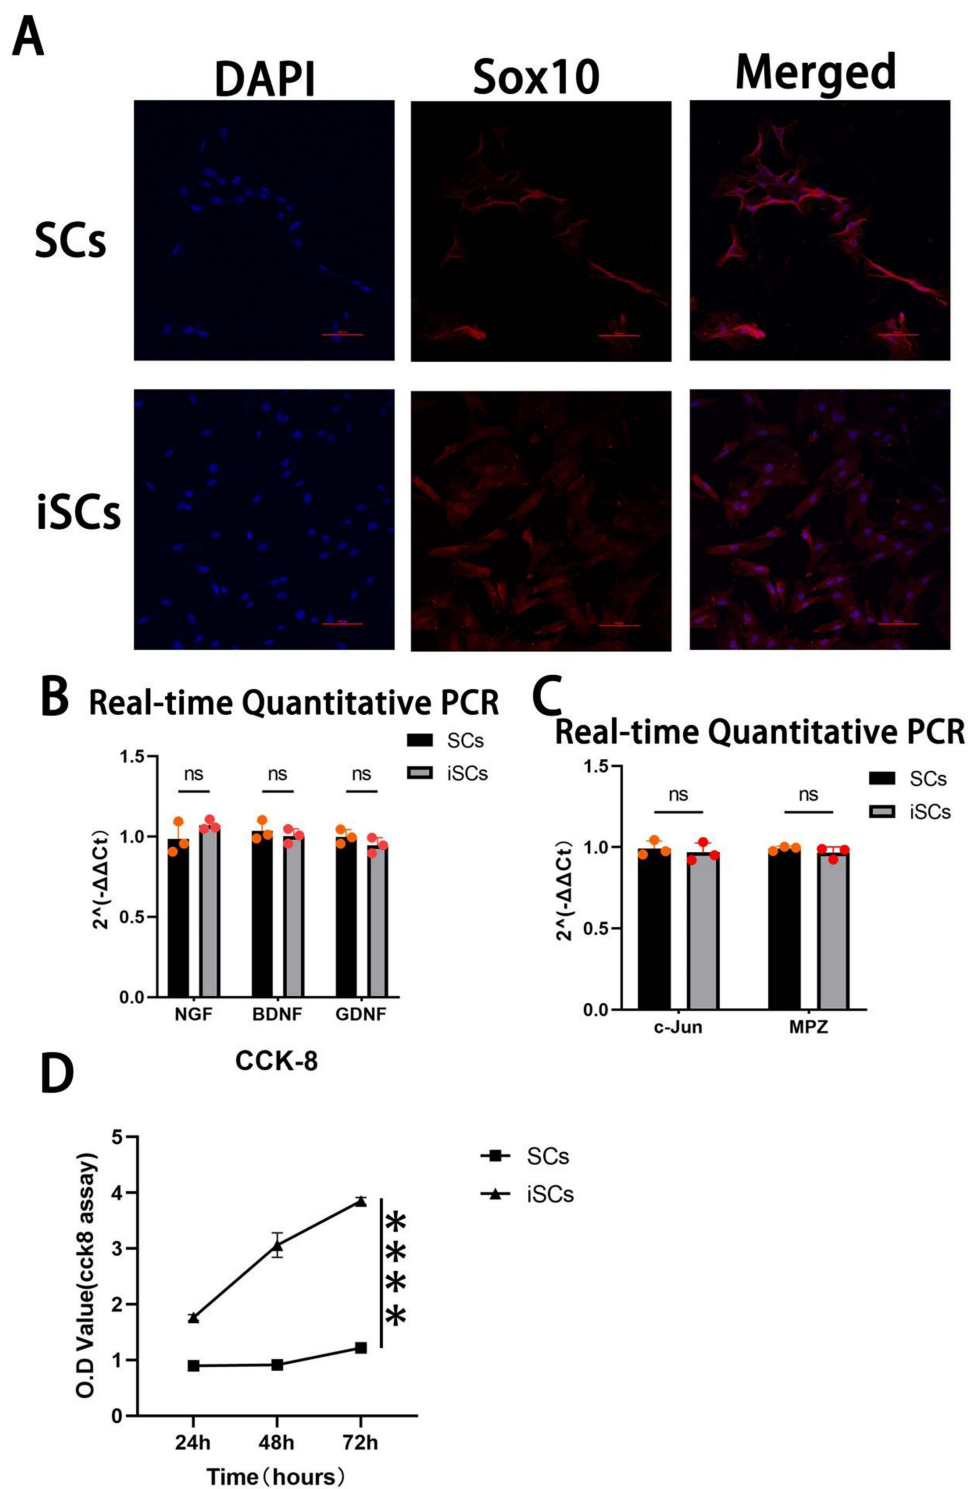 A
DAPI Sox10 Merged
SCs
iSCs
B Real-time Quantitative PCR
SCs
iSCs
1.5
1.0
0.5
0.0
2^(-ΔΔCt)
ns ns ns
NGF BDNF GDNF
C
Real-time Quantitative PCR
SCs
iSCs
1.5
1.0
0.5
0.0
2^(-ΔΔCt)
ns ns
c-Jun MPZ
D
CCK-8
SCs
iSCs
5
4
3
2
1
0
O.D Value(cck8 assay)
****
24h 48h 72h
Time(hours)